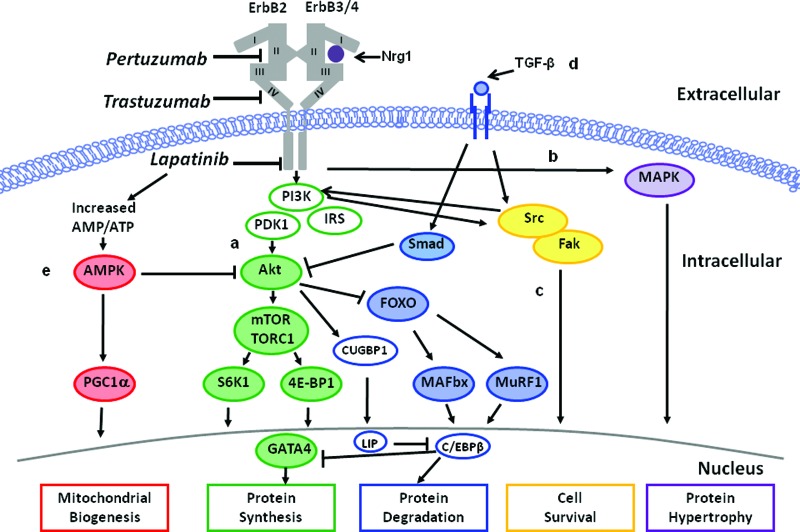 ErbB2
ErbB3/4
I
I
II
II
III
III
IV
IV
Nrg1
Pertuzumab
Trastuzumab
Lapatinib
TGF-β
d
Extracellular
b
MAPK
PI3K
IRS
PDK1
Increased
AMP/ATP
a
Src
Fak
Smad
Intracellular
e
AMPK
Akt
c
FOXO
mTOR
TORC1
CUGBP1
PGC1α
S6K1
4E-BP1
MAFbx
MuRF1
GATA4
LIP
C/EBPβ
Nucleus
Mitochondrial
Biogenesis
Protein
Synthesis
Protein
Degradation
Cell
Survival
Protein
Hypertrophy